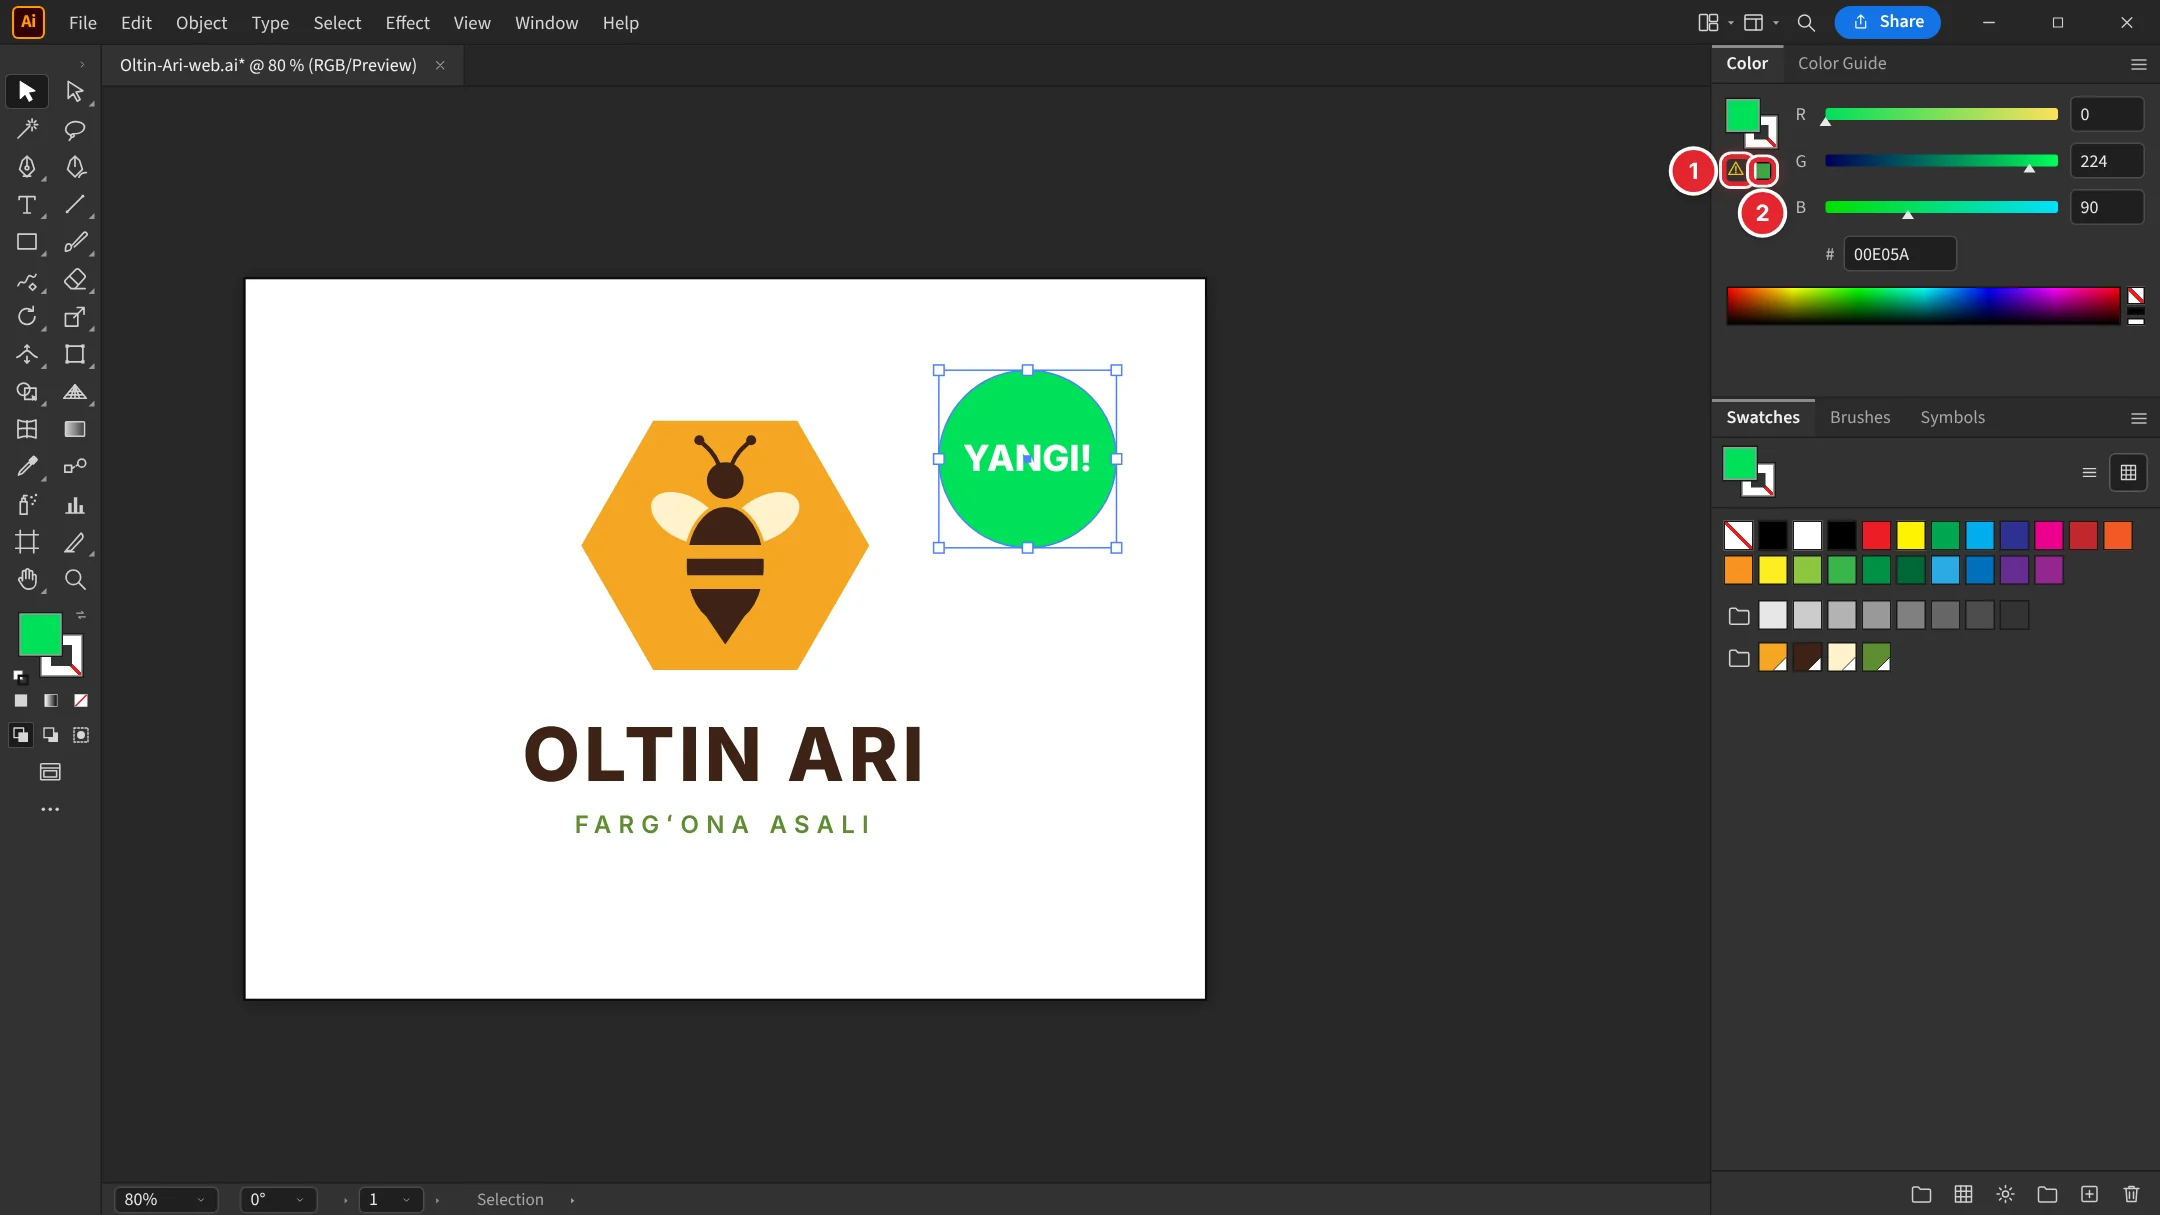 Ai File Edit Object Type Select Effect View Window Help Share
Oltin-Ari-web.ai* @ 80 % (RGB/Preview)
Color Color Guide
R 0
1 G 224
2 B 90
# 00E05A
YANGI!
OLTIN ARI
FARGʻONA ASALI
Swatches Brushes Symbols
80% 0° 1 Selection